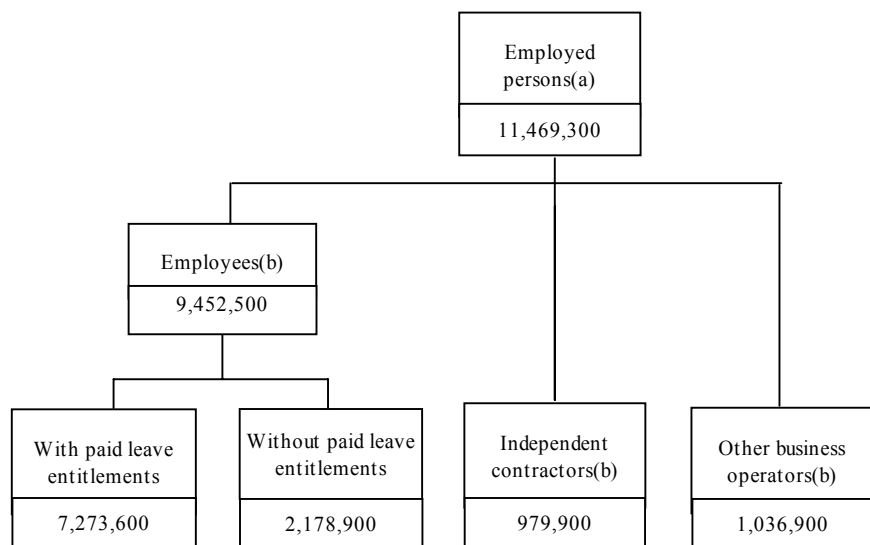 Employed
persons(a)
11,469,300
Employees(b)
9,452,500
With paid leave
entitlements
7,273,600
Without paid leave
entitlements
2,178,900
Independent
contractors(b)
979,900
Other business
operators(b)
1,036,900